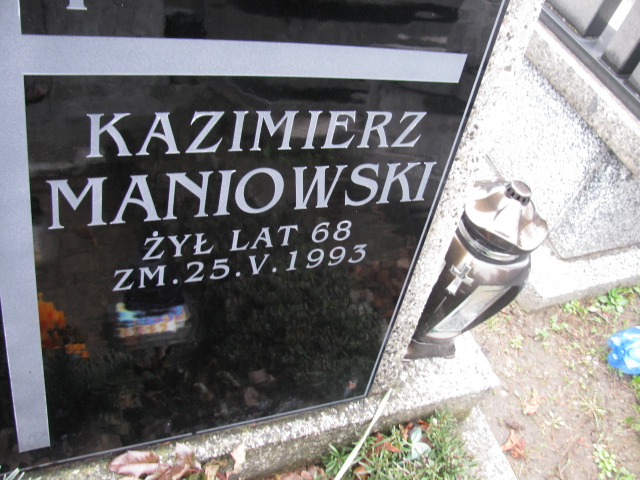 KAZIMIERZ
MANIOWSKI
ŻYŁ LAT 68
ZM. 25.V.1993